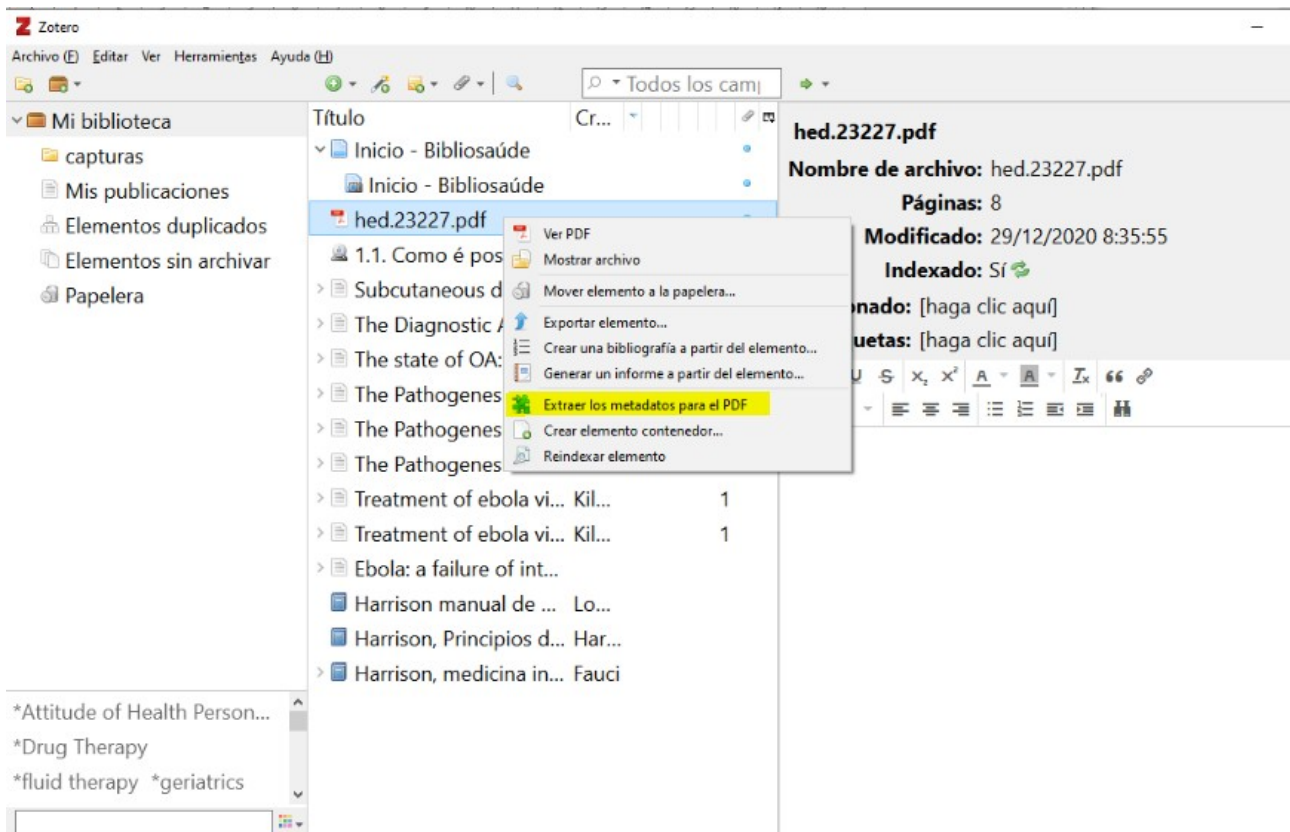 Zotero
Archivo (F) Editar Ver Herramientas Ayuda (H)
Todos los cam
Mi biblioteca
capturas
Mis publicaciones
Elementos duplicados
Elementos sin archivar
Papelera
Título Cr...
Inicio - Bibliosaúde
Inicio - Bibliosaúde
hed.23227.pdf
1.1. Como é pos
Subcutaneous d
The Diagnostic
The state of OA:
The Pathogenes
The Pathogenes
The Pathogenes
Treatment of ebola vi... Kil... 1
Treatment of ebola vi... Kil... 1
Ebola: a failure of int...
Harrison manual de ... Lo...
Harrison, Principios d... Har...
Harrison, medicina in... Fauci
Ver PDF
Mostrar archivo
Mover elemento a la papelera...
Exportar elemento...
Crear una bibliografía a partir del elemento...
Generar un informe a partir del elemento...
Extraer los metadatos para el PDF
Crear elemento contenedor...
Reindexar elemento
hed.23227.pdf
Nombre de archivo: hed.23227.pdf
Páginas: 8
Modificado: 29/12/2020 8:35:55
Indexado: Sí
onado: [haga clic aquí]
uetas: [haga clic aquí]
*Attitude of Health Person...
*Drug Therapy
*fluid therapy *geriatrics